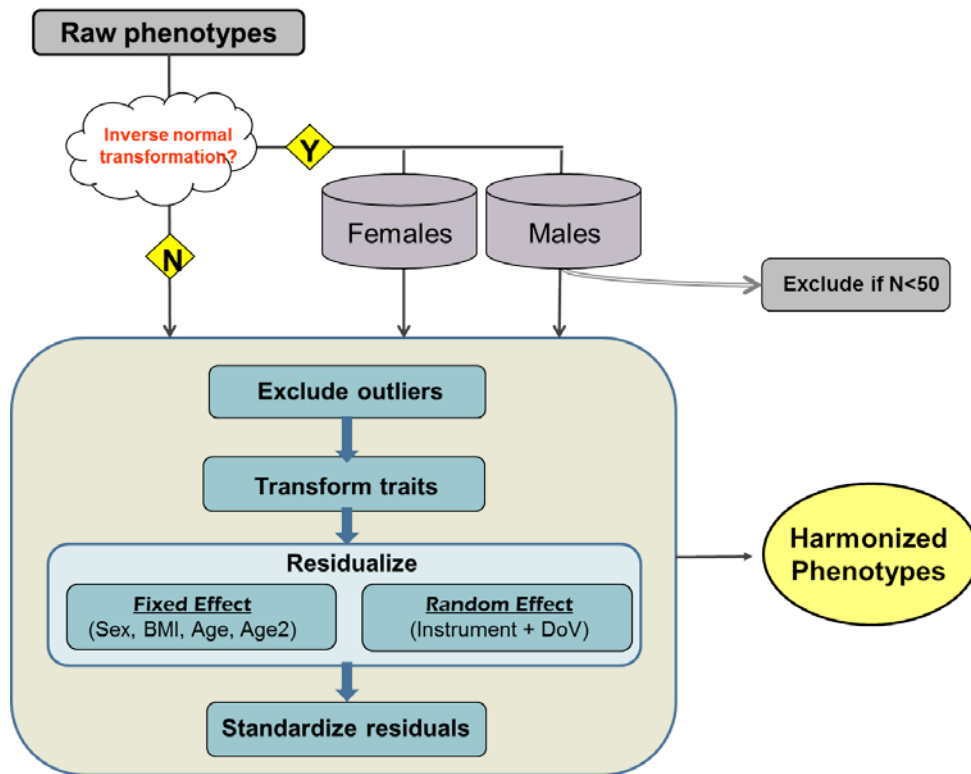 Raw phenotypes
Inverse normal
transformation?
Y
N
Females
Males
Exclude if N<50
Exclude outliers
Transform traits
Residualize
Fixed Effect
(Sex, BMI, Age, Age2)
Random Effect
(Instrument + DoV)
Standardize residuals
Harmonized
Phenotypes